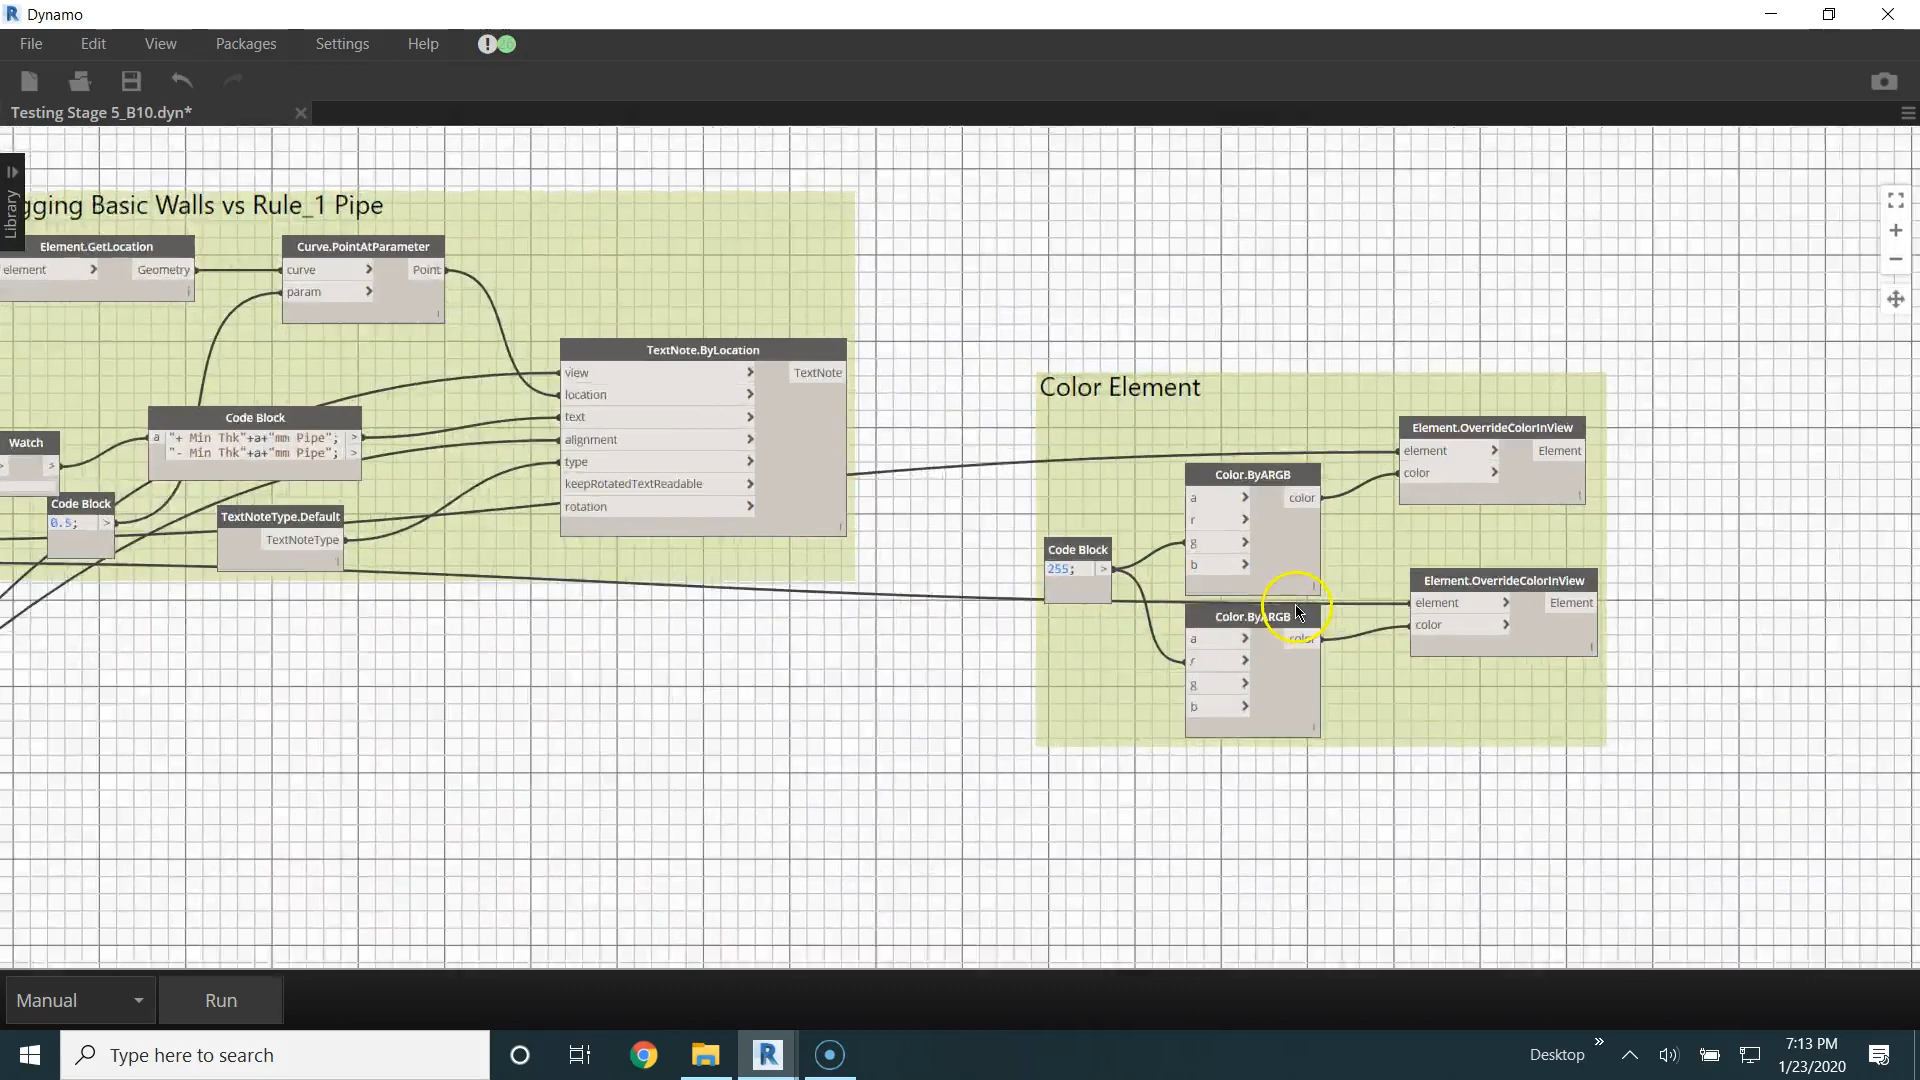 Dynamo
File Edit View Packages Settings Help
Testing Stage 5_B10.dyn*
Library
gging Basic Walls vs Rule_1 Pipe
Element.GetLocation
element > Geometry
Curve.PointAtParameter
curve > Point
param >
TextNote.ByLocation
view > TextNote
location >
text >
alignment >
type >
keepRotatedTextReadable >
rotation >
Watch
> >
Code Block
a "+ Min Thk"+a+"mm Pipe"; >
"- Min Thk"+a+"mm Pipe"; >
Code Block
0.5; >
TextNoteType.Default
TextNoteType
Color Element
Element.OverrideColorInView
element > Element
color >
Color.ByARGB
a > color
r >
g >
b >
Code Block
255; >
Element.OverrideColorInView
element > Element
color >
Color.ByARGB
a > color
r >
g >
b >
Manual Run
Type here to search
Desktop
7:13 PM
1/23/2020